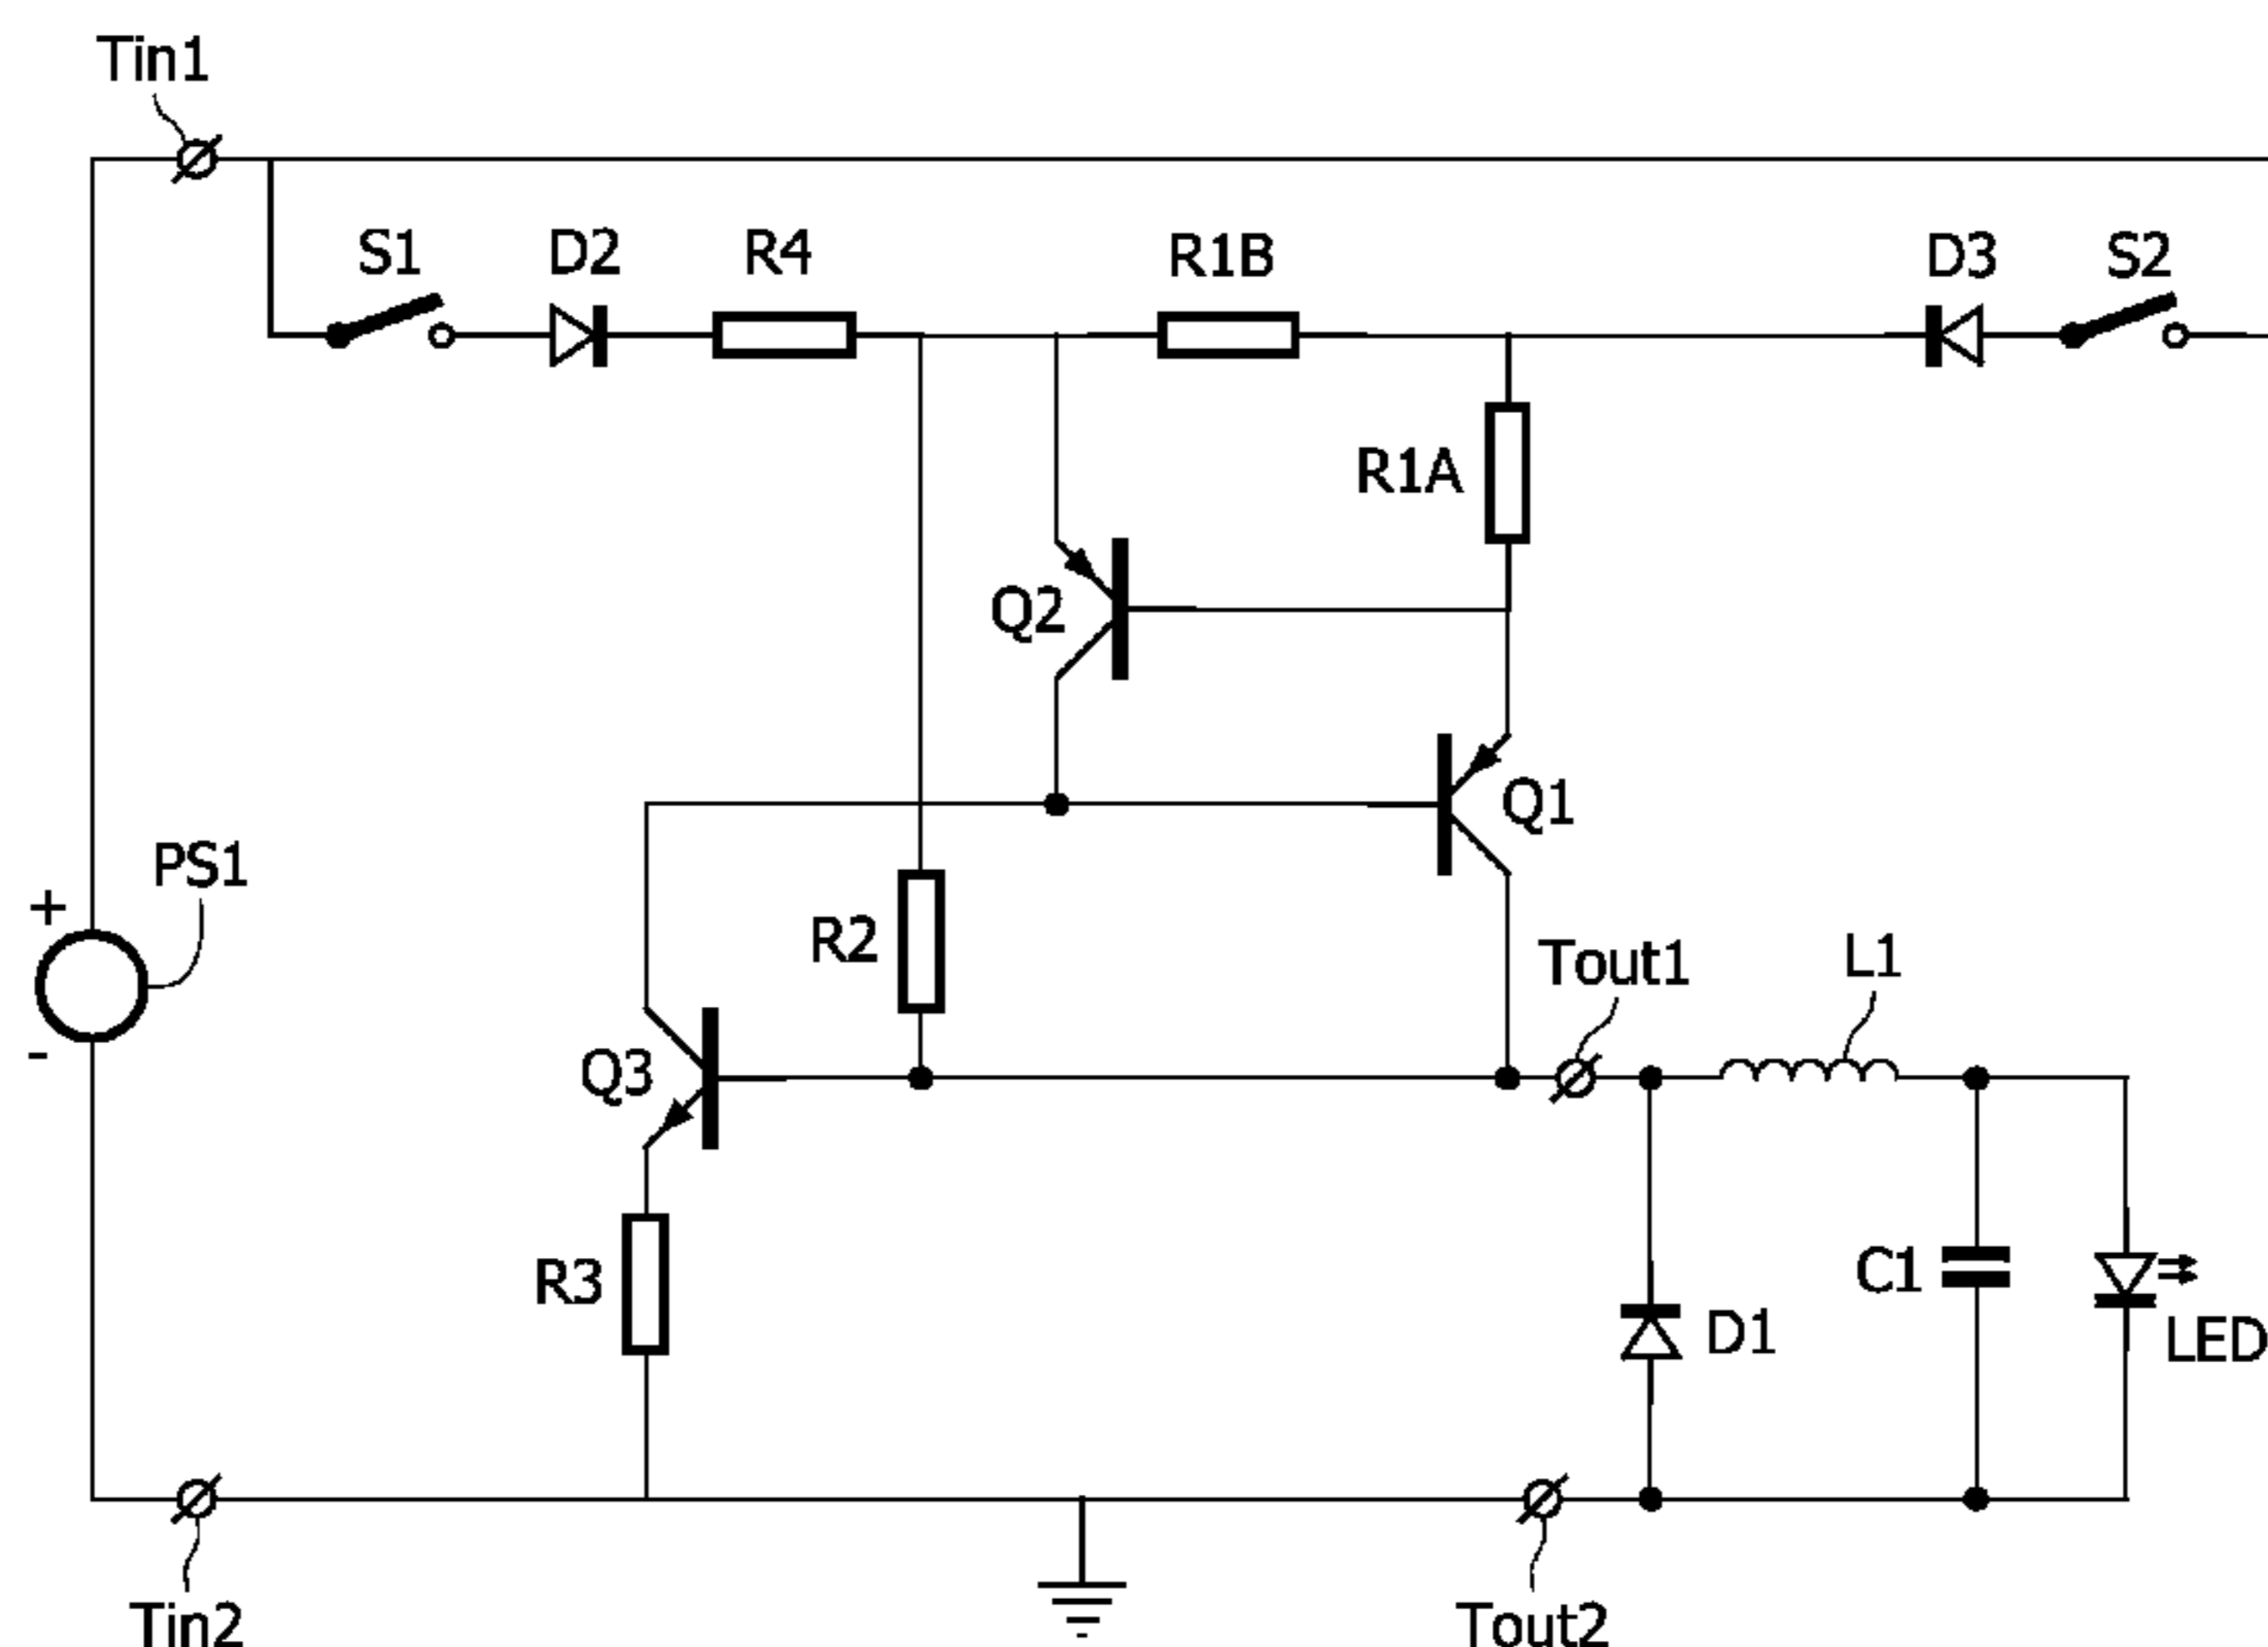 Tin1
S1
D2
R4
R1B
D3
S2
R1A
Q2
Q1
PS1
+
-
R2
Tout1
L1
Q3
R3
C1
D1
LED
Tin2
Tout2